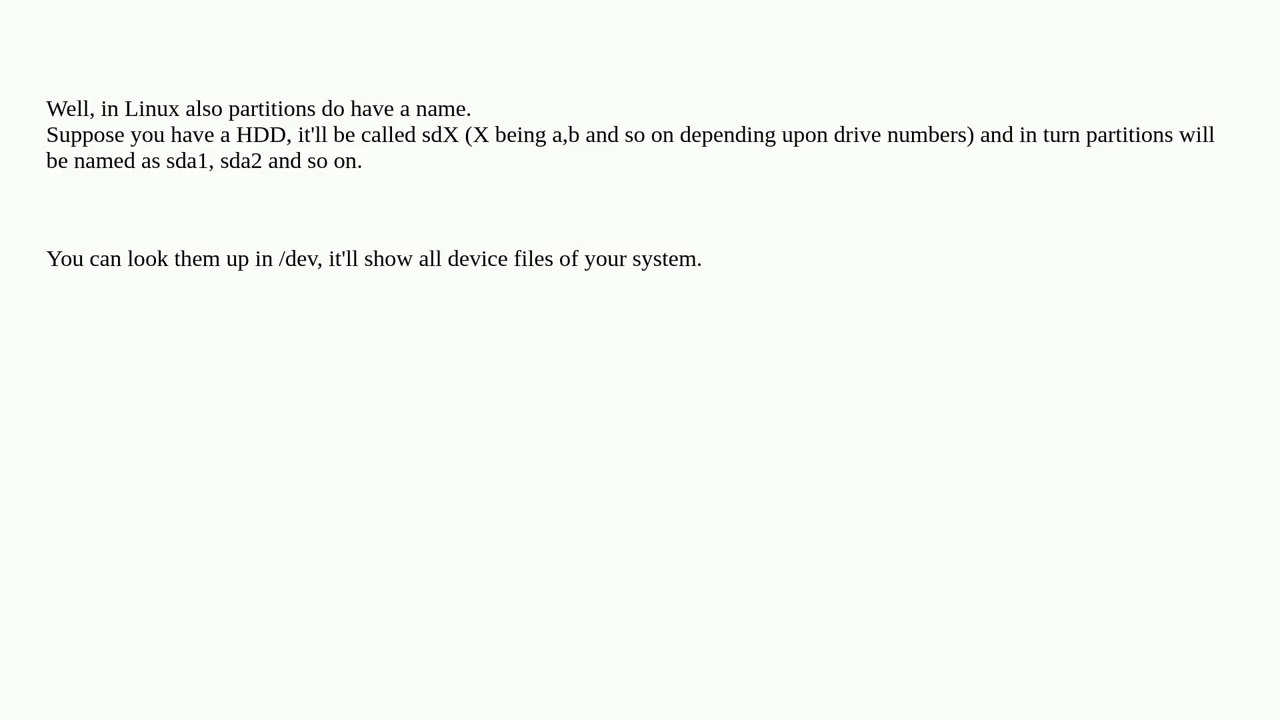 Well, in Linux also partitions do have a name.
Suppose you have a HDD, it'll be called sdX (X being a,b and so on depending upon drive numbers) and in turn partitions will
be named as sda1, sda2 and so on.
You can look them up in /dev, it'll show all device files of your system.